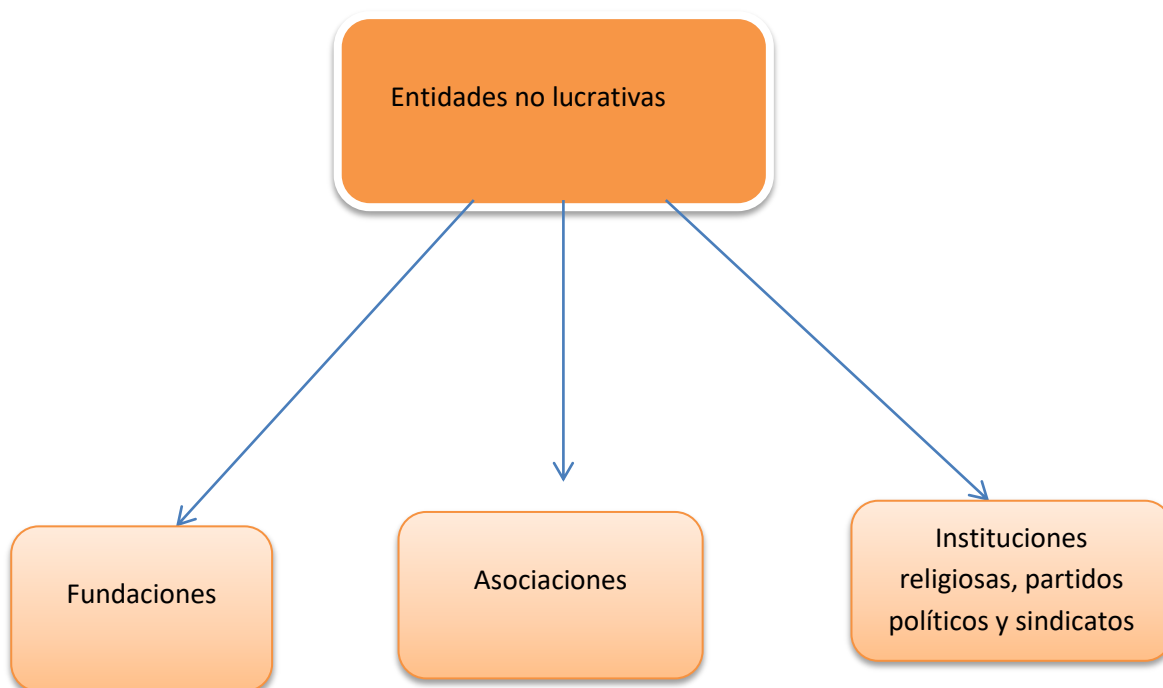 Entidades no lucrativas
Fundaciones
Asociaciones
Instituciones
religiosas, partidos
políticos y sindicatos